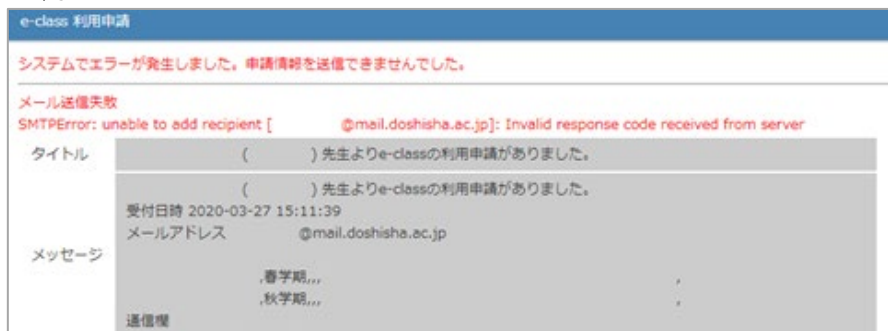 e-class 利用申請
システムでエラーが発生しました。申請情報を送信できませんでした。
メール送信失敗
SMTPError: unable to add recipient [ @mail.doshisha.ac.jp]: Invalid response code received from server
タイトル ( ) 先生よりe-classの利用申請がありました。
( ) 先生よりe-classの利用申請がありました。
受付日時 2020-03-27 15:11:39
メールアドレス @mail.doshisha.ac.jp
メッセージ
,春学期,,, ,
,秋学期,,, ,
通信欄